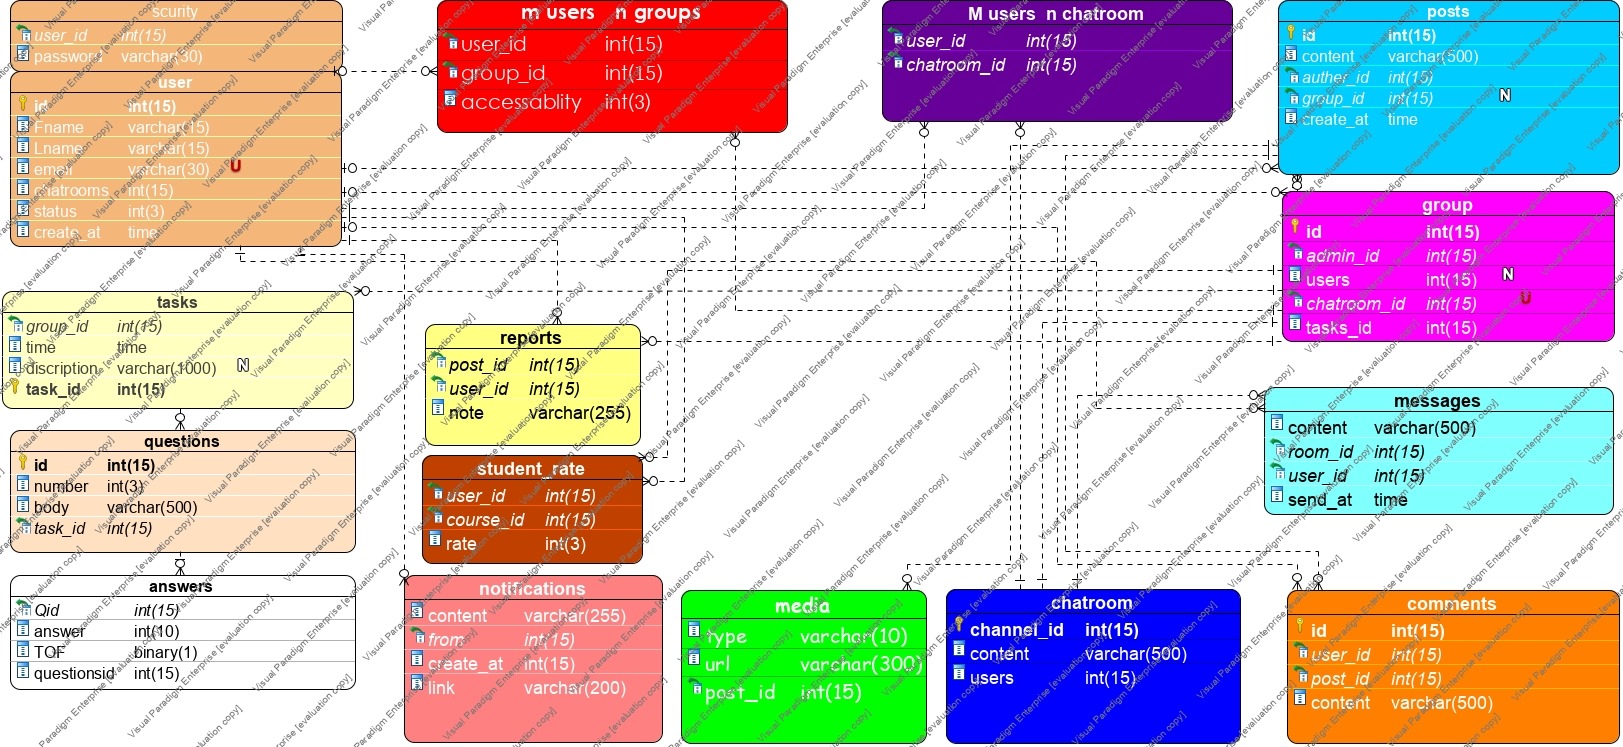 scurity
user_id int(15)
password varchar(30)
user
id int(15)
Fname varchar(15)
Lname varchar(15)
email varchar(30) U
chatrooms int(15)
status int(3)
create_at time
m users n groups
user_id int(15)
group_id int(15)
accessablity int(3)
M users n chatroom
user_id int(15)
chatroom_id int(15)
posts
id int(15)
content varchar(500)
auther_id int(15)
group_id int(15) N
create_at time
group
id int(15)
admin_id int(15)
users int(15) N
chatroom_id int(15) U
tasks_id int(15)
tasks
group_id int(15)
time time
discription varchar(1000) N
task_id int(15)
reports
post_id int(15)
user_id int(15)
note varchar(255)
messages
content varchar(500)
room_id int(15)
user_id int(15)
send_at time
questions
id int(15)
number int(3)
body varchar(500)
task_id int(15)
student_rate
user_id int(15)
course_id int(15)
rate int(3)
answers
Qid int(15)
answer int(10)
TOF binary(1)
questionsid int(15)
notifications
content varchar(255)
from int(15)
create_at int(15)
link varchar(200)
media
type varchar(10)
url varchar(300)
post_id int(15)
chatroom
channel_id int(15)
content varchar(500)
users int(15)
comments
id int(15)
user_id int(15)
post_id int(15)
content varchar(500)
Visual Paradigm Enterprise [evaluation copy]